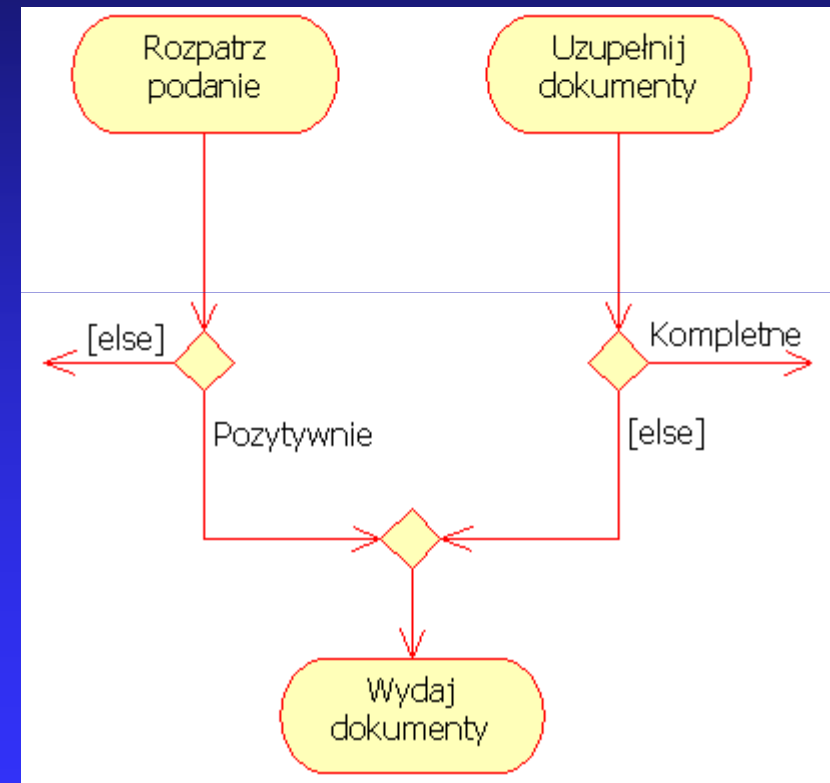 Rozpatrz
podanie
Uzupełnij
dokumenty
[else]
Kompletne
Pozytywnie
[else]
Wydaj
dokumenty